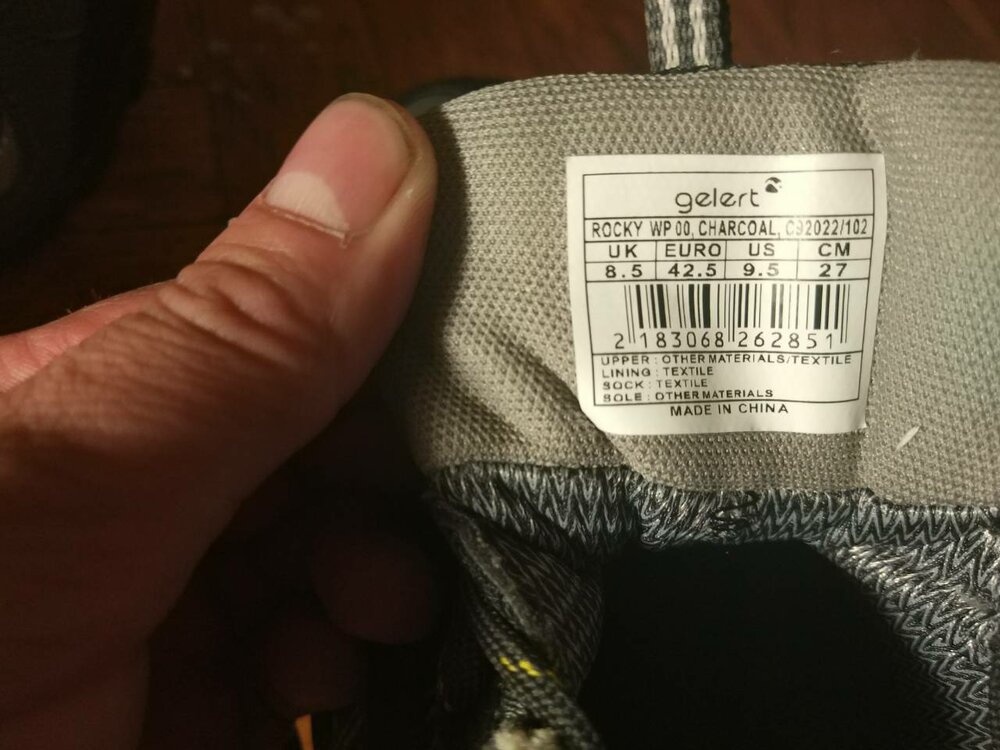 gelert
ROCKY WP 00, CHARCOAL, C92022/102
UK EURO US CM
8.5 42.5 9.5 27
2 183068 262851
UPPER : OTHER MATERIALS/TEXTILE
LINING : TEXTILE
SOCK : TEXTILE
SOLE : OTHER MATERIALS
MADE IN CHINA